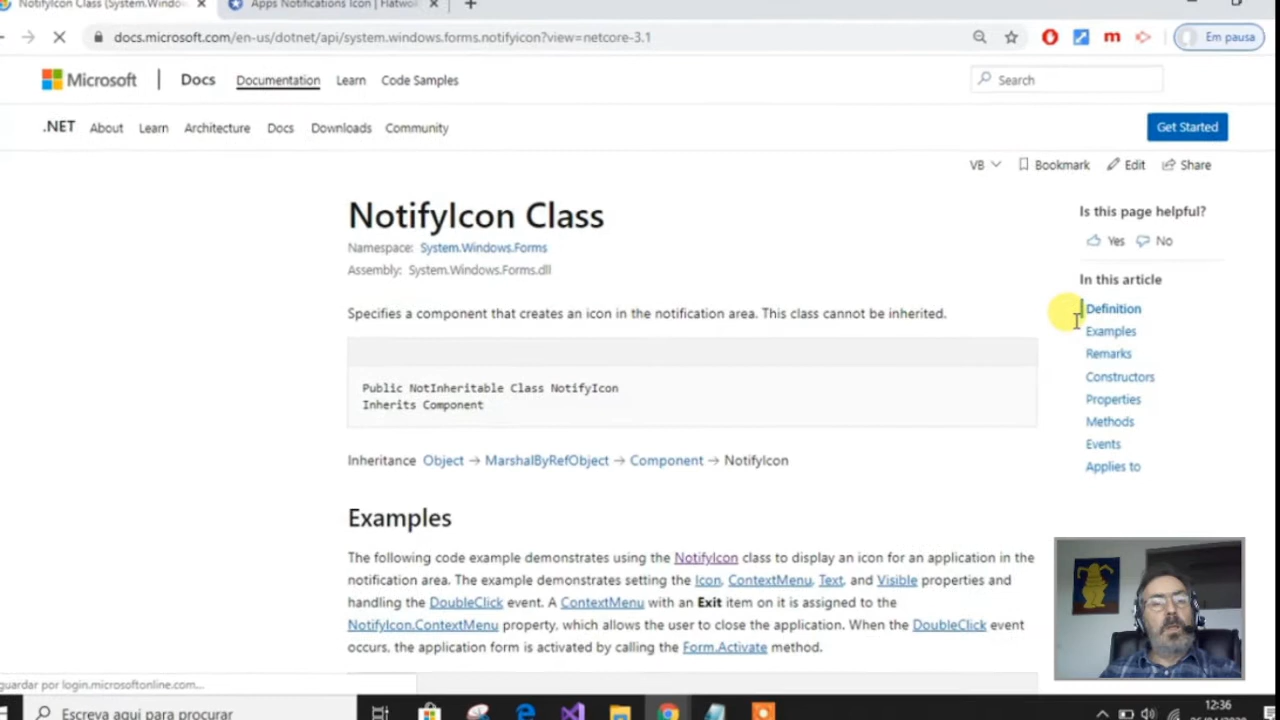 NotifyIcon Class (System.Windo
Apps Notifications Icon | Flatwo
docs.microsoft.com/en-us/dotnet/api/system.windows.forms.notifyicon?view=netcore-3.1
m
Em pausa
Microsoft
Docs
Documentation
Learn
Code Samples
Search
.NET
About
Learn
Architecture
Docs
Downloads
Community
Get Started
VB
Bookmark
Edit
Share
NotifyIcon Class
Namespace: System.Windows.Forms
Assembly: System.Windows.Forms.dll
Specifies a component that creates an icon in the notification area. This class cannot be inherited.
Public NotInheritable Class NotifyIcon
Inherits Component
Inheritance Object → MarshalByRefObject → Component → NotifyIcon
Examples
The following code example demonstrates using the NotifyIcon class to display an icon for an application in the
notification area. The example demonstrates setting the Icon, ContextMenu, Text, and Visible properties and
handling the DoubleClick event. A ContextMenu with an Exit item on it is assigned to the
NotifyIcon.ContextMenu property, which allows the user to close the application. When the DoubleClick event
occurs, the application form is activated by calling the Form.Activate method.
Is this page helpful?
Yes
No
In this article
Definition
Examples
Remarks
Constructors
Properties
Methods
Events
Applies to
guardar por login.microsoftonline.com...
Escreva aqui para procurar
12:36